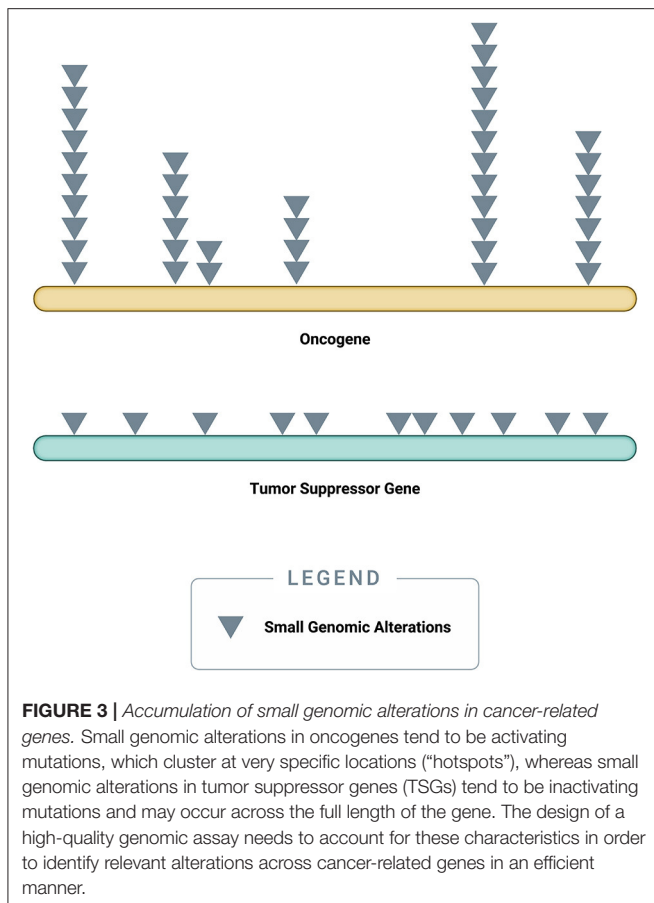 Oncogene
Tumor Suppressor Gene
LEGEND
Small Genomic Alterations
FIGURE 3 | Accumulation of small genomic alterations in cancer-related
genes. Small genomic alterations in oncogenes tend to be activating
mutations, which cluster at very specific locations (“hotspots”), whereas small
genomic alterations in tumor suppressor genes (TSGs) tend to be inactivating
mutations and may occur across the full length of the gene. The design of a
high-quality genomic assay needs to account for these characteristics in order
to identify relevant alterations across cancer-related genes in an efficient
manner.